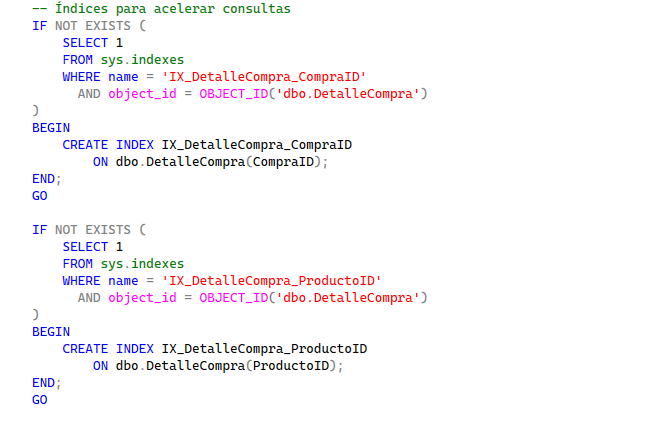 -- Índices para acelerar consultas
IF NOT EXISTS (
    SELECT 1
    FROM sys.indexes
    WHERE name = 'IX_DetalleCompra_CompraID'
      AND object_id = OBJECT_ID('dbo.DetalleCompra')
)
BEGIN
    CREATE INDEX IX_DetalleCompra_CompraID
        ON dbo.DetalleCompra(CompraID);
END;
GO

IF NOT EXISTS (
    SELECT 1
    FROM sys.indexes
    WHERE name = 'IX_DetalleCompra_ProductoID'
      AND object_id = OBJECT_ID('dbo.DetalleCompra')
)
BEGIN
    CREATE INDEX IX_DetalleCompra_ProductoID
        ON dbo.DetalleCompra(ProductoID);
END;
GO